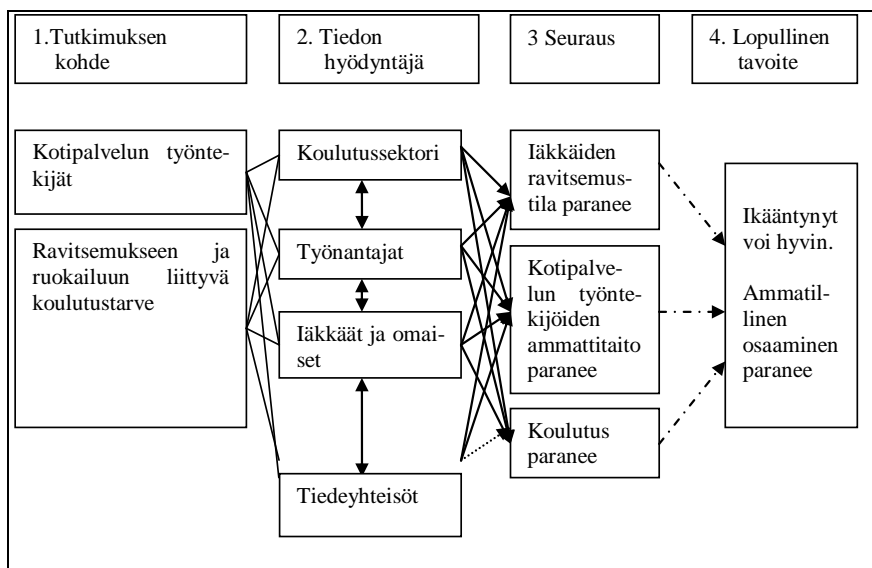 1.Tutkimuksen
kohde
2. Tiedon
hyödyntäjä
3 Seuraus
4. Lopullinen
tavoite
Kotipalvelun työnte-
kijät
Ravitsemukseen ja
ruokailuun liittyvä
koulutustarve
Koulutussektori
Työnantajat
Iäkkäät ja omai-
set
Tiedeyhteisöt
Iäkkäiden
ravitsemus-
tila paranee
Kotipalve-
lun työnte-
kijöiden
ammattitaito
paranee
Koulutus
paranee
Ikääntynyt
voi hyvin.
Ammatil-
linen
osaaminen
paranee